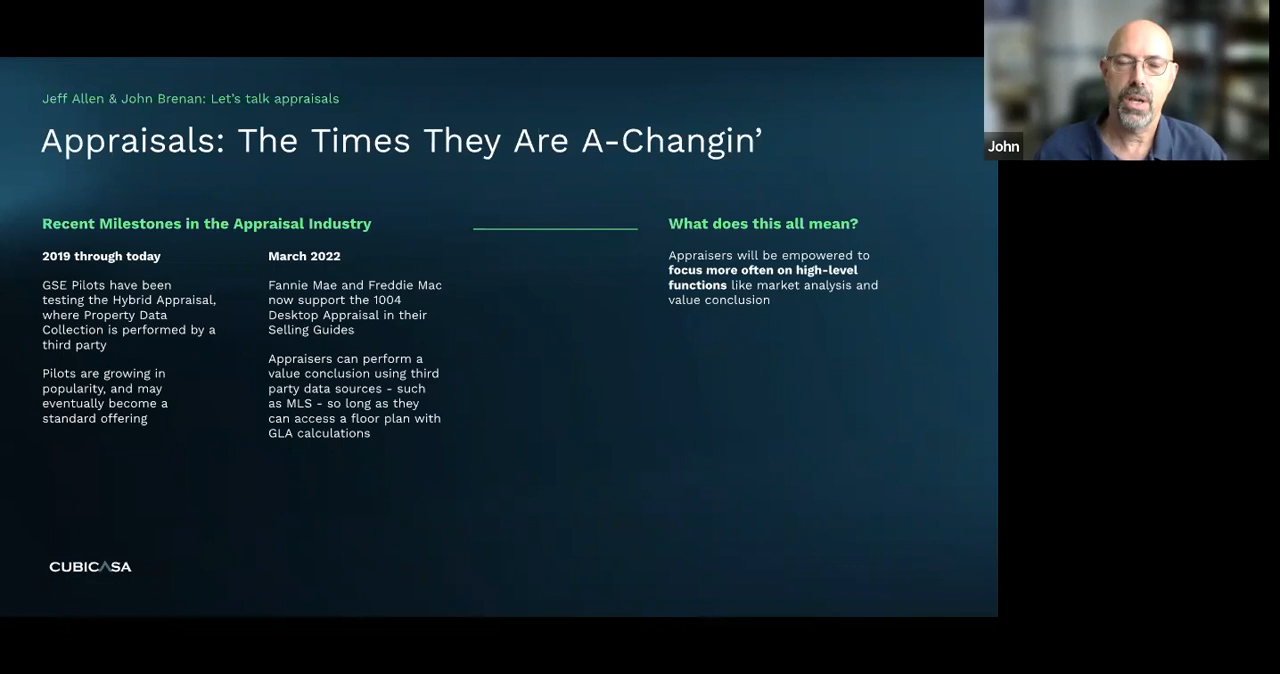 Jeff Allen & John Brenan: Let's talk appraisals
Appraisals: The Times They Are A-Changin'
Recent Milestones in the Appraisal Industry
2019 through today
GSE Pilots have been
testing the Hybrid Appraisal,
where Property Data
Collection is performed by a
third party
Pilots are growing in
popularity, and may
eventually become a
standard offering
March 2022
Fannie Mae and Freddie Mac
now support the 1004
Desktop Appraisal in their
Selling Guides
Appraisers can perform a
value conclusion using third
party data sources - such
as MLS - so long as they
can access a floor plan with
GLA calculations
What does this all mean?
Appraisers will be empowered to
focus more often on high-level
functions like market analysis and
value conclusion
CUBICASA
John